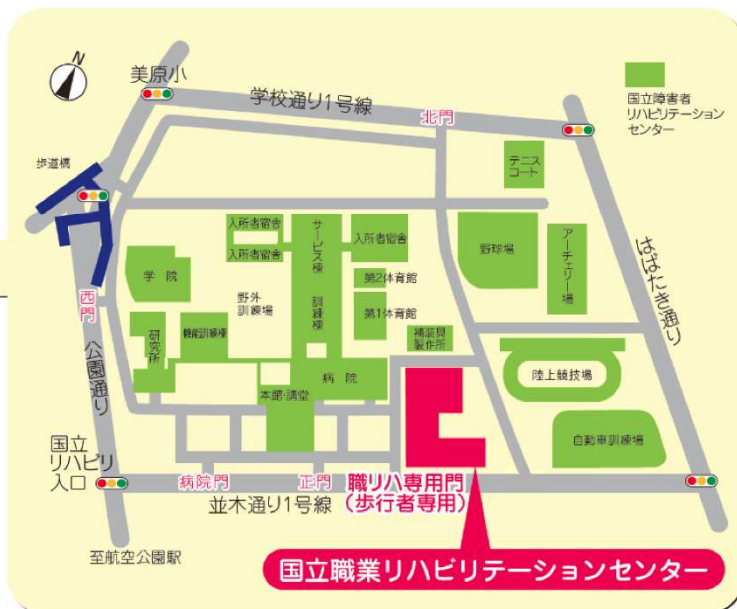 N
美原小
学校通り1号線
北門
国立障害者
リハビリテーション
センター
歩道橋
テニス
コート
入所者宿舎
入所者宿舎
サービス棟
訓練棟
入所者宿舎
野球場
アーチェリー場
はばたき通り
学院
野外
訓練場
第2体育館
第1体育館
西門
研究所
機能訓練棟
補装具
製作所
公園通り
本館・講堂
病院
陸上競技場
自動車訓練場
国立
リハビリ
入口
病院門
正門
職リハ専用門
(歩行者専用)
並木通り1号線
至航空公園駅
国立職業リハビリテーションセンター